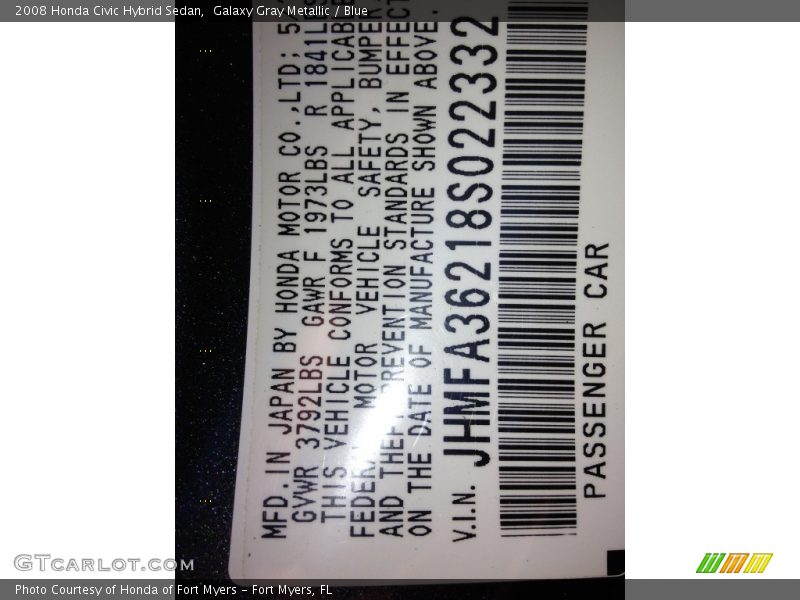 2008 Honda Civic Hybrid Sedan,  Galaxy Gray Metallic / Blue
MFD. IN JAPAN BY HONDA MOTOR CO.,LTD; 5/
GVWR 3792LBS GAWR F 1973LBS R 1841LBS
THIS VEHICLE CONFORMS TO ALL APPLICABLE
FEDERAL MOTOR VEHICLE SAFETY, BUMPER
AND THEFT PREVENTION STANDARDS IN EFFECT
ON THE DATE OF MANUFACTURE SHOWN ABOVE.
V.I.N. JHMFA36218S022332
PASSENGER CAR
GTcarlot.com
Photo Courtesy of Honda of Fort Myers – Fort Myers, FL